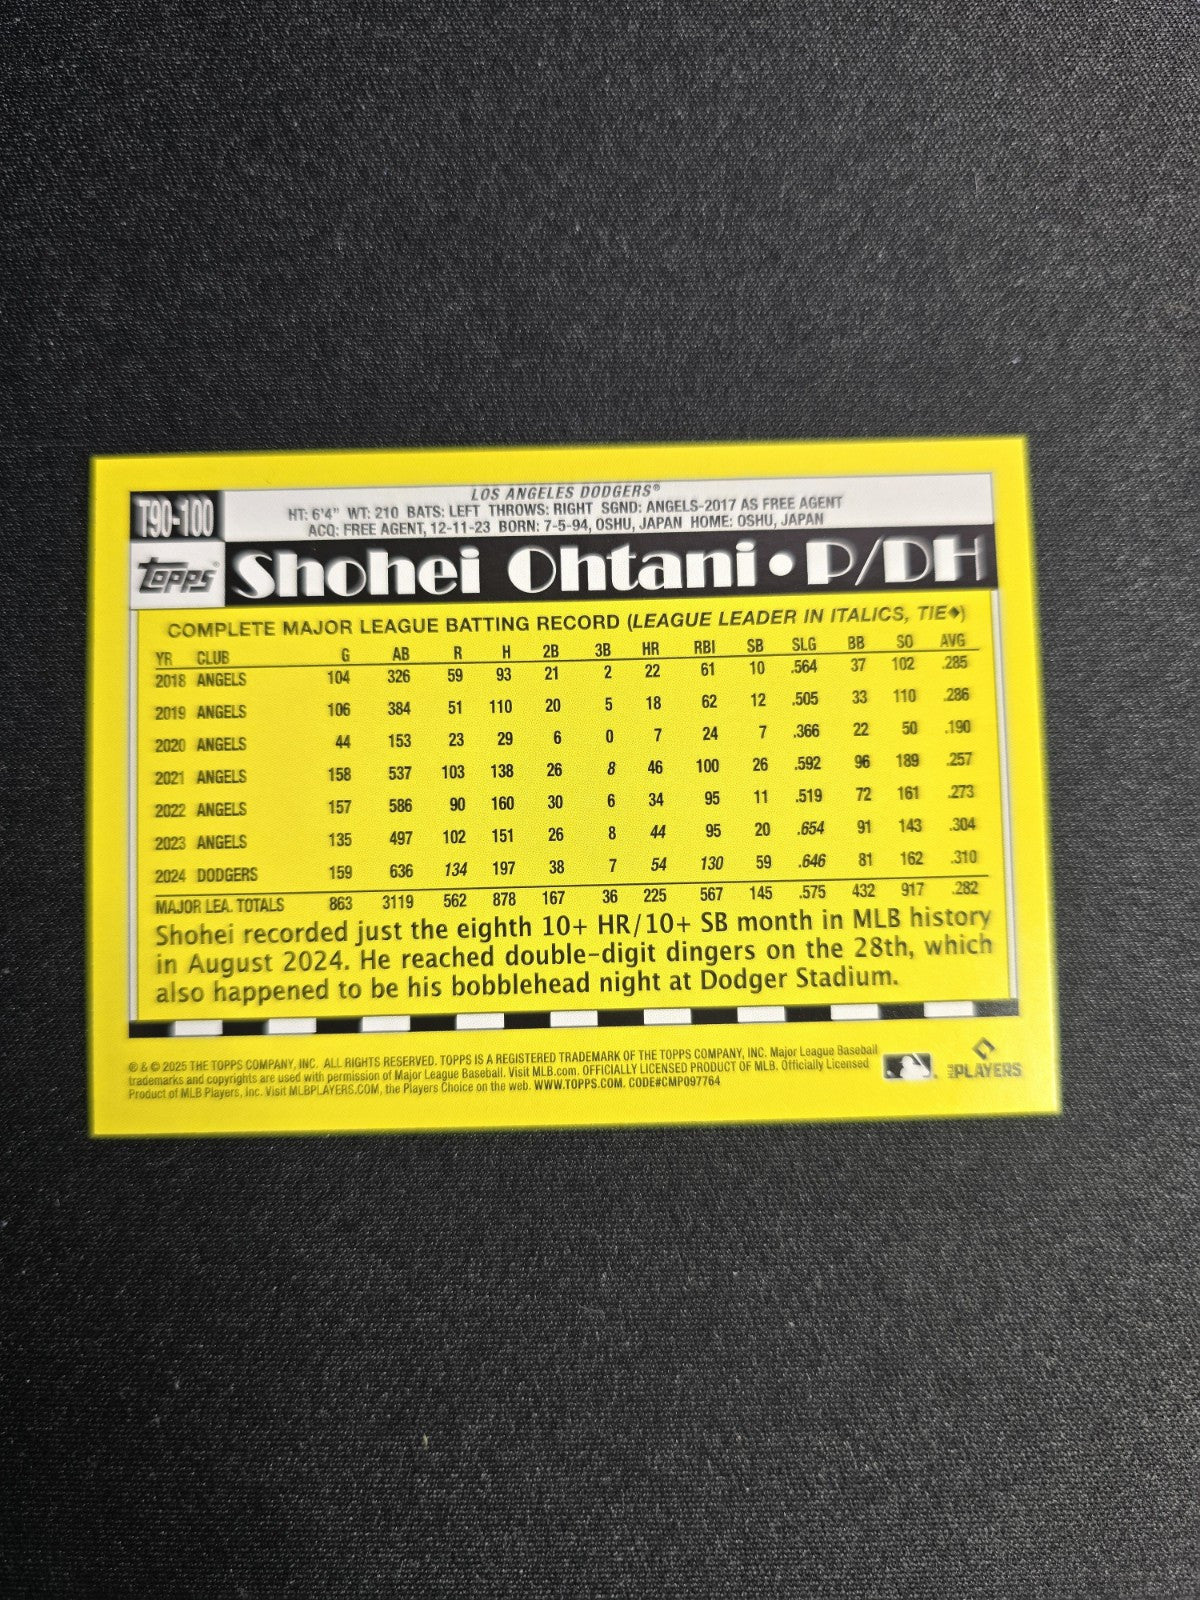 T90-100
LOS ANGELES DODGERS®
HT: 6'4" WT: 210 BATS: LEFT THROWS: RIGHT SGND: ANGELS-2017 AS FREE AGENT
ACQ: FREE AGENT, 12-11-23 BORN: 7-5-94, OSHU, JAPAN HOME: OSHU, JAPAN
topps® Shohei Ohtani • P/DH
COMPLETE MAJOR LEAGUE BATTING RECORD (LEAGUE LEADER IN ITALICS, TIE♦)
YR CLUB G AB R H 2B 3B HR RBI SB SLG BB SO AVG
2018 ANGELS 104 326 59 93 21 2 22 61 10 .564 37 102 .285
2019 ANGELS 106 384 51 110 20 5 18 62 12 .505 33 110 .286
2020 ANGELS 44 153 23 29 6 0 7 24 7 .366 22 50 .190
2021 ANGELS 158 537 103 138 26 8 46 100 26 .592 96 189 .257
2022 ANGELS 157 586 90 160 30 6 34 95 11 .519 72 161 .273
2023 ANGELS 135 497 102 151 26 8 44 95 20 .654 91 143 .304
2024 DODGERS 159 636 134 197 38 7 54 130 59 .646 81 162 .310
MAJOR LEA. TOTALS 863 3119 562 878 167 36 225 567 145 .575 432 917 .282
Shohei recorded just the eighth 10+ HR/10+ SB month in MLB history
in August 2024. He reached double-digit dingers on the 28th, which
also happened to be his bobblehead night at Dodger Stadium.
® & © 2025 THE TOPPS COMPANY, INC. ALL RIGHTS RESERVED. TOPPS IS A REGISTERED TRADEMARK OF THE TOPPS COMPANY, INC. Major League Baseball
trademarks and copyrights are used with permission of Major League Baseball. Visit MLB.com. OFFICIALLY LICENSED PRODUCT OF MLB. Officially Licensed
Product of MLB Players, Inc. Visit MLBPLAYERS.COM, the Players Choice on the web. WWW.TOPPS.COM. CODE#CMP097764
MLB PLAYERS